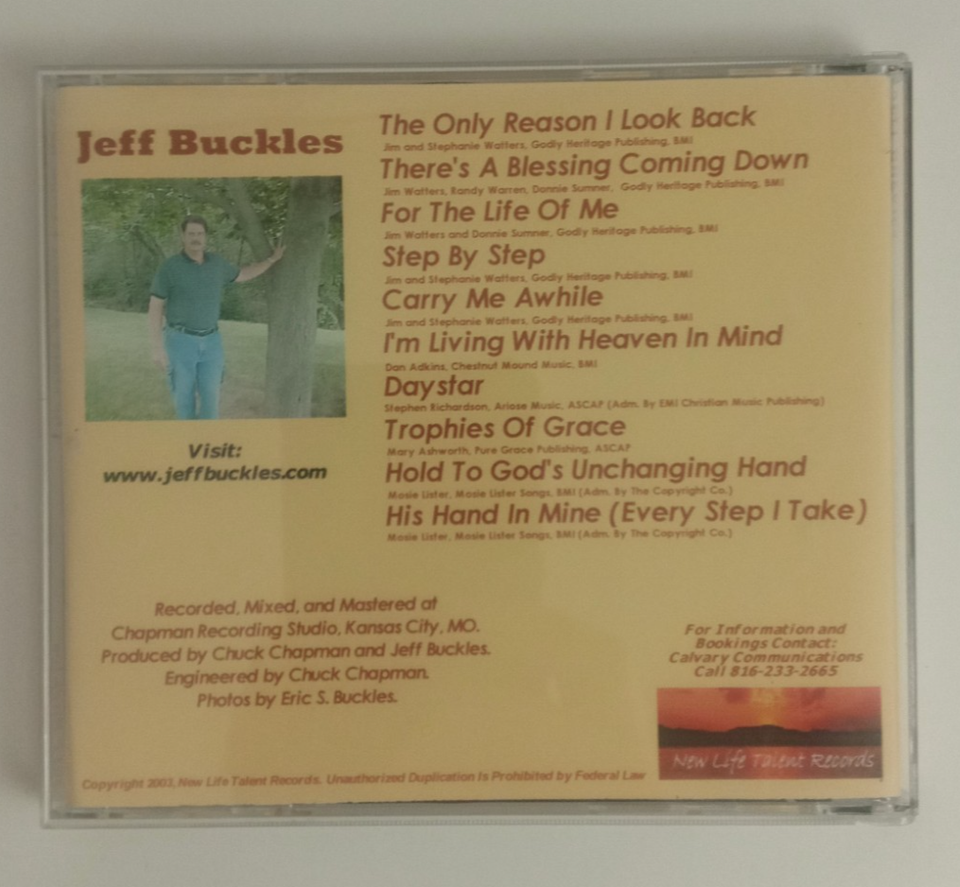 Jeff Buckles
Visit:
www.jeffbuckles.com
The Only Reason I Look Back
Jim and Stephanie Watters, Godly Heritage Publishing, BMI
There's A Blessing Coming Down
Jim Watters, Randy Warren, Donnie Sumner, Godly Heritage Publishing, BMI
For The Life Of Me
Jim Watters and Donnie Sumner, Godly Heritage Publishing, BMI
Step By Step
Jim and Stephanie Watters, Godly Heritage Publishing, BMI
Carry Me Awhile
Jim and Stephanie Watters, Godly Heritage Publishing, BMI
I'm Living With Heaven In Mind
Dan Adkins, Chestnut Mound Music, BMI
Daystar
Stephen Richardson, Ariose Music, ASCAP (Adm. By EMI Christian Music Publishing)
Trophies Of Grace
Mary Ashworth, Pure Grace Publishing, ASCAP
Hold To God's Unchanging Hand
Mosie Lister, Mosie Lister Songs, BMI (Adm. By The Copyright Co.)
His Hand In Mine (Every Step I Take)
Mosie Lister, Mosie Lister Songs, BMI (Adm. By The Copyright Co.)
Recorded, Mixed, and Mastered at
Chapman Recording Studio, Kansas City, MO.
Produced by Chuck Chapman and Jeff Buckles.
Engineered by Chuck Chapman.
Photos by Eric S. Buckles.
For Information and
Bookings Contact:
Calvary Communications
Call 816-233-2665
New Life Talent Records
Copyright 2003, New Life Talent Records. Unauthorized Duplication Is Prohibited by Federal Law